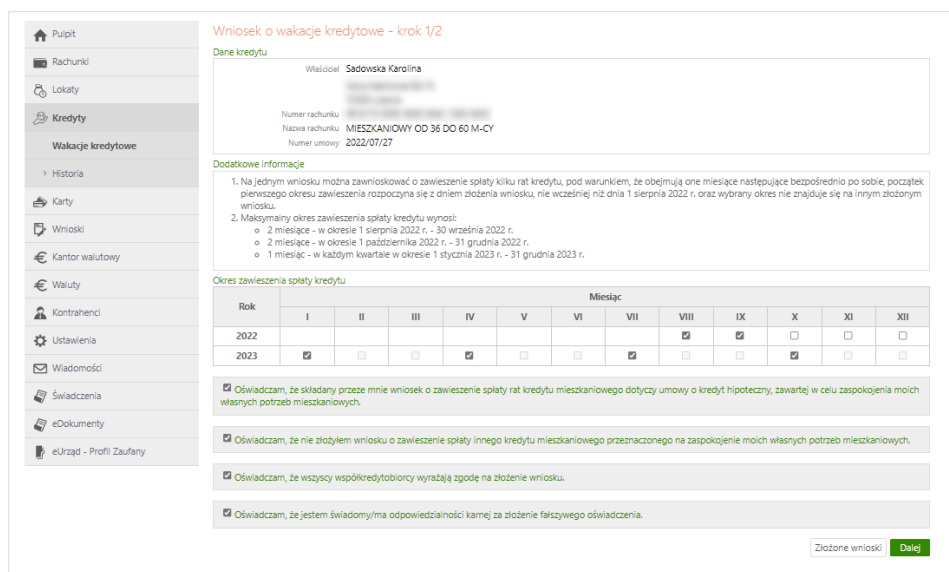 Pulpit
Rachunki
Lokaty
Kredyty
Wakacje kredytowe
> Historia
Karty
Wnioski
Kantor walutowy
Waluty
Kontrahenci
Ustawienia
Wiadomości
Świadczenia
eDokumenty
eUrząd - Profil Zaufany
Wniosek o wakacje kredytowe - krok 1/2
Dane kredytu
Właściciel Sadowska Karolina
Numer rachunku
Nazwa rachunku MIESZKANIOWY OD 36 DO 60 M-CY
Numer umowy 2022/07/27
Dodatkowe informacje
1. Na jednym wniosku można zawnioskować o zawieszenie spłaty kilku rat kredytu, pod warunkiem, że obejmują one miesiące następujące bezpośrednio po sobie, początek
pierwszego okresu zawieszenia rozpoczyna się z dniem złożenia wniosku, nie wcześniej niż dnia 1 sierpnia 2022 r. oraz wybrany okres nie znajduje się na innym złożonym
wniosku.
2. Maksymalny okres zawieszenia spłaty kredytu wynosi:
2 miesiące - w okresie 1 sierpnia 2022 r. - 30 września 2022 r.
2 miesiące - w okresie 1 października 2022 r. - 31 grudnia 2022 r.
1 miesiąc - w każdym kwartale w okresie 1 stycznia 2023 r. - 31 grudnia 2023 r.
Okres zawieszenia spłaty kredytu
Rok Miesiąc
I II III IV V VI VII VIII IX X XI XII
2022
2023
Oświadczam, że składany przeze mnie wniosek o zawieszenie spłaty rat kredytu mieszkaniowego dotyczy umowy o kredyt hipoteczny, zawartej w celu zaspokojenia moich
własnych potrzeb mieszkaniowych.
Oświadczam, że nie złożyłem wniosku o zawieszenie spłaty innego kredytu mieszkaniowego przeznaczonego na zaspokojenie moich własnych potrzeb mieszkaniowych.
Oświadczam, że wszyscy współkredytobiorcy wyrażają zgodę na złożenie wniosku.
Oświadczam, że jestem świadomy/ma odpowiedzialności karnej za złożenie fałszywego oświadczenia.
Złożone wnioski Dalej